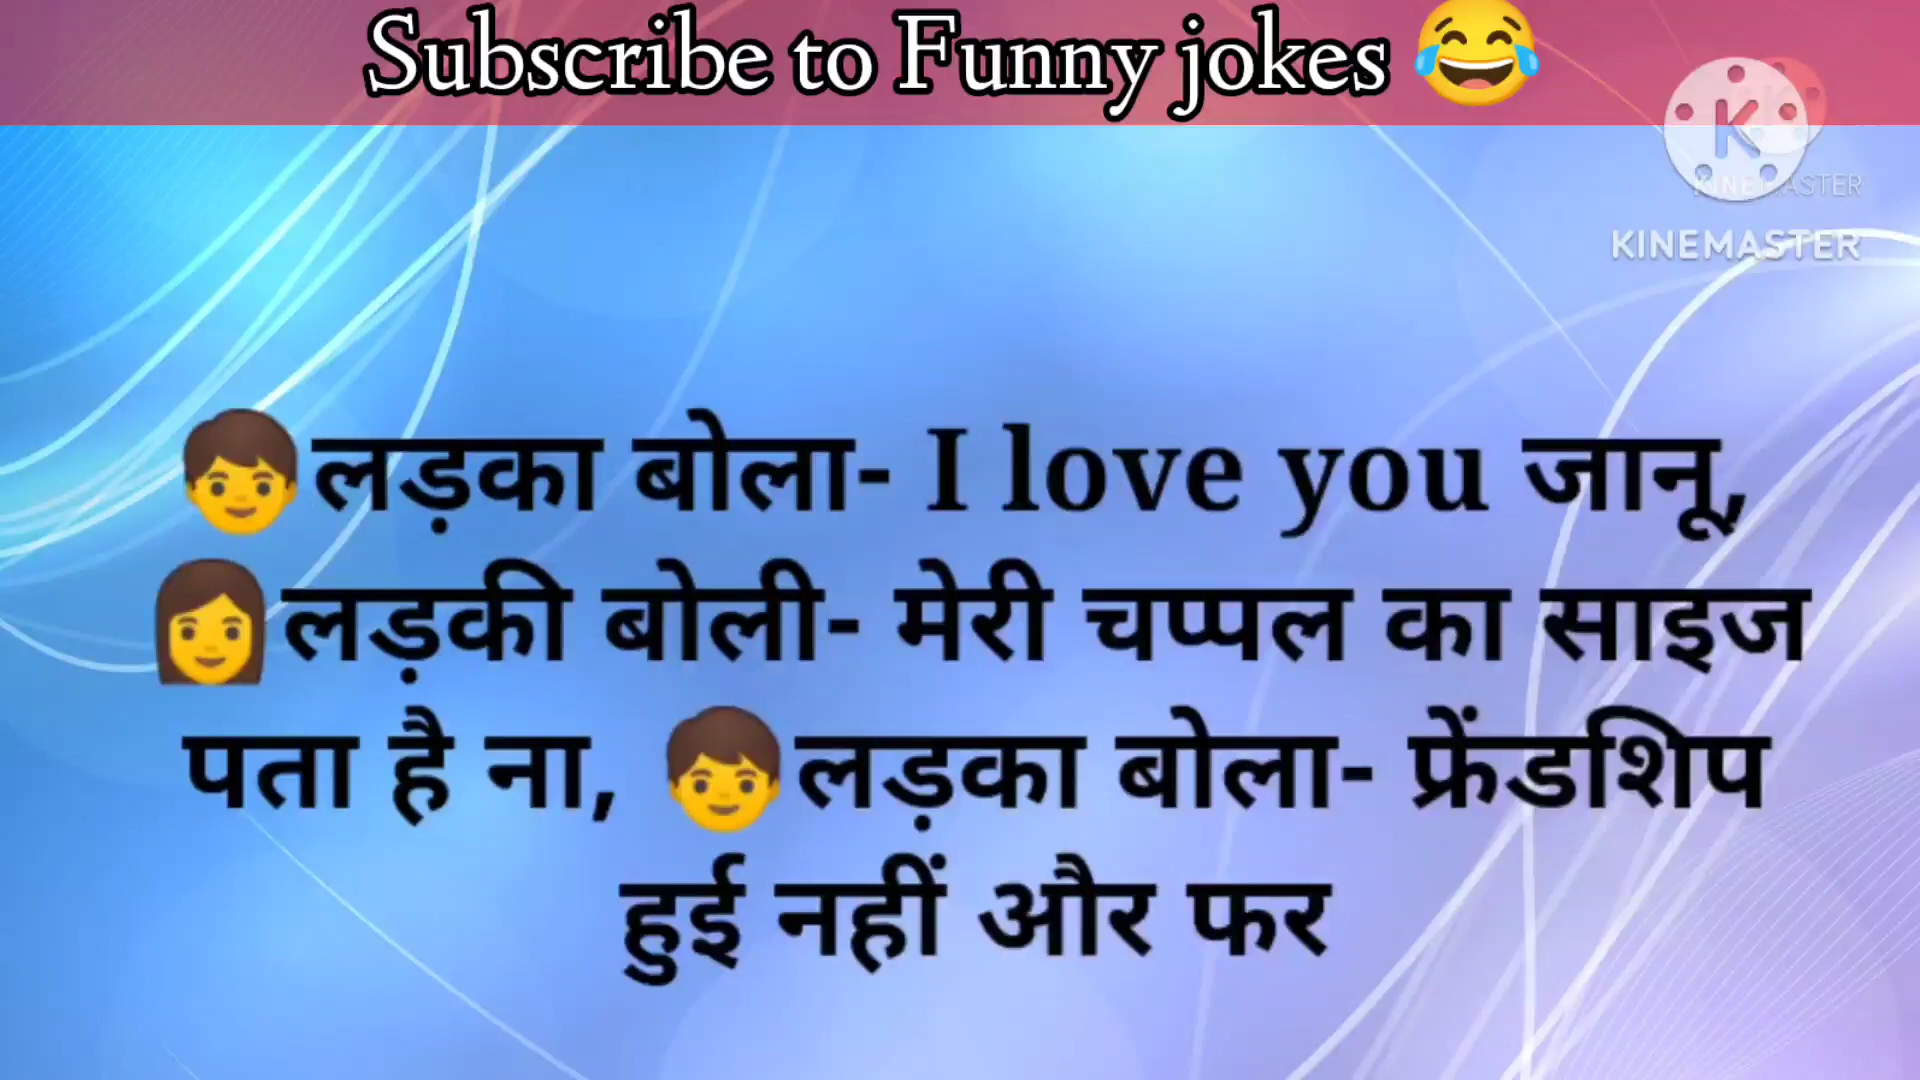 Subscribe to Funny jokes 😂
KINEMASTER
KINEMASTER
👦लड़का बोला- I love you जानू,
👩लड़की बोली- मेरी चप्पल का साइज
पता है ना, 👦लड़का बोला- फ्रेंडशिप
हुई नहीं और फर